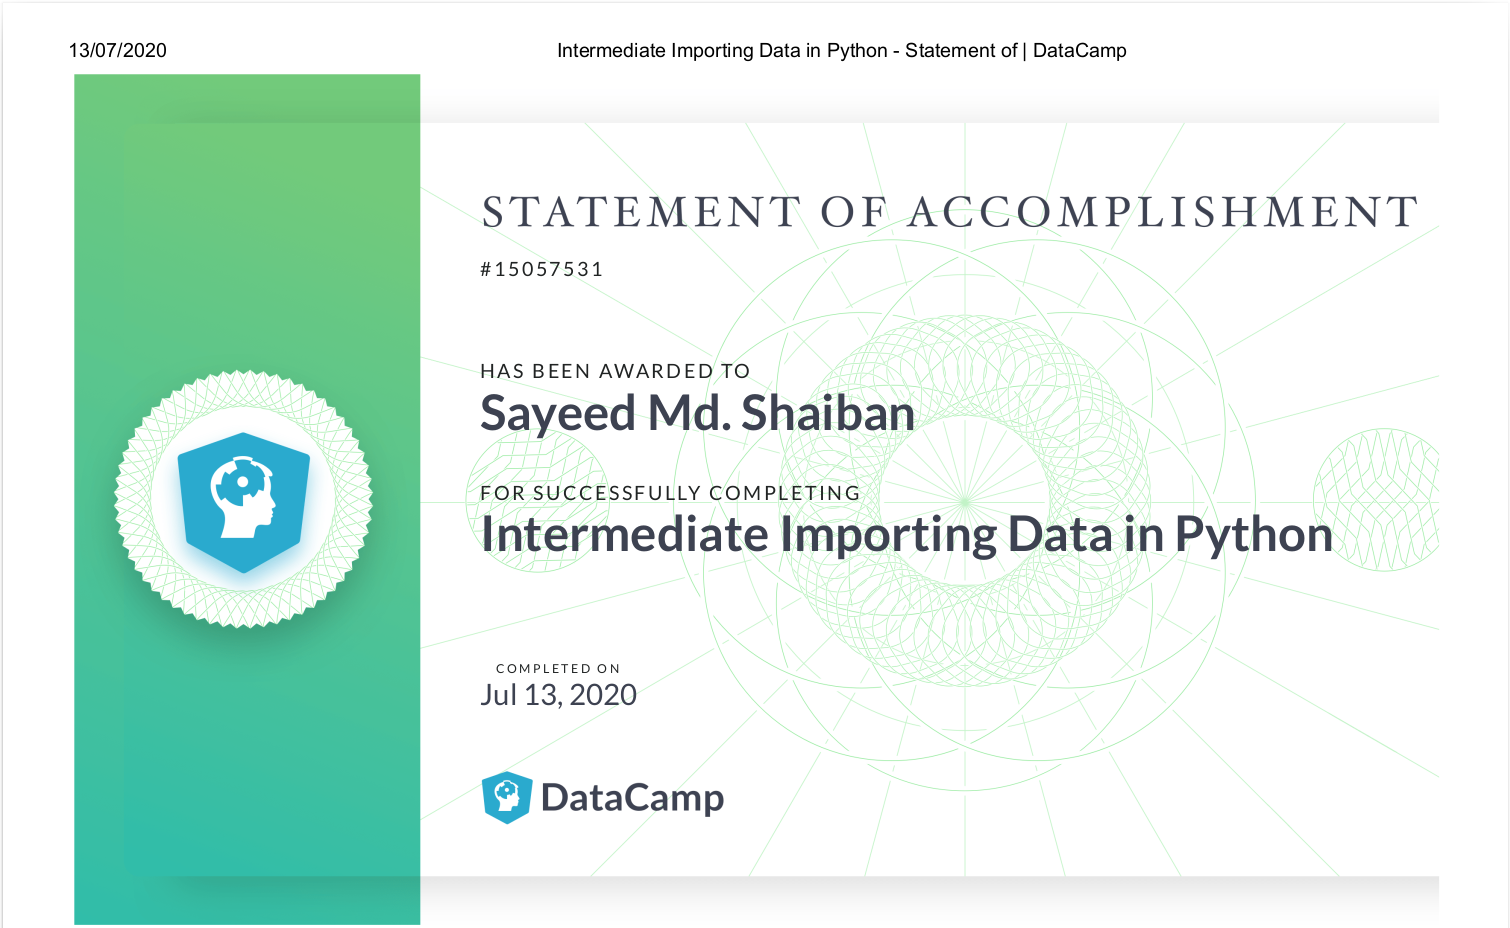 13/07/2020 Intermediate Importing Data in Python - Statement of | DataCamp
STATEMENT OF ACCOMPLISHMENT
#15057531
HAS BEEN AWARDED TO
Sayeed Md. Shaiban
FOR SUCCESSFULLY COMPLETING
Intermediate Importing Data in Python
COMPLETED ON
Jul 13, 2020
DataCamp